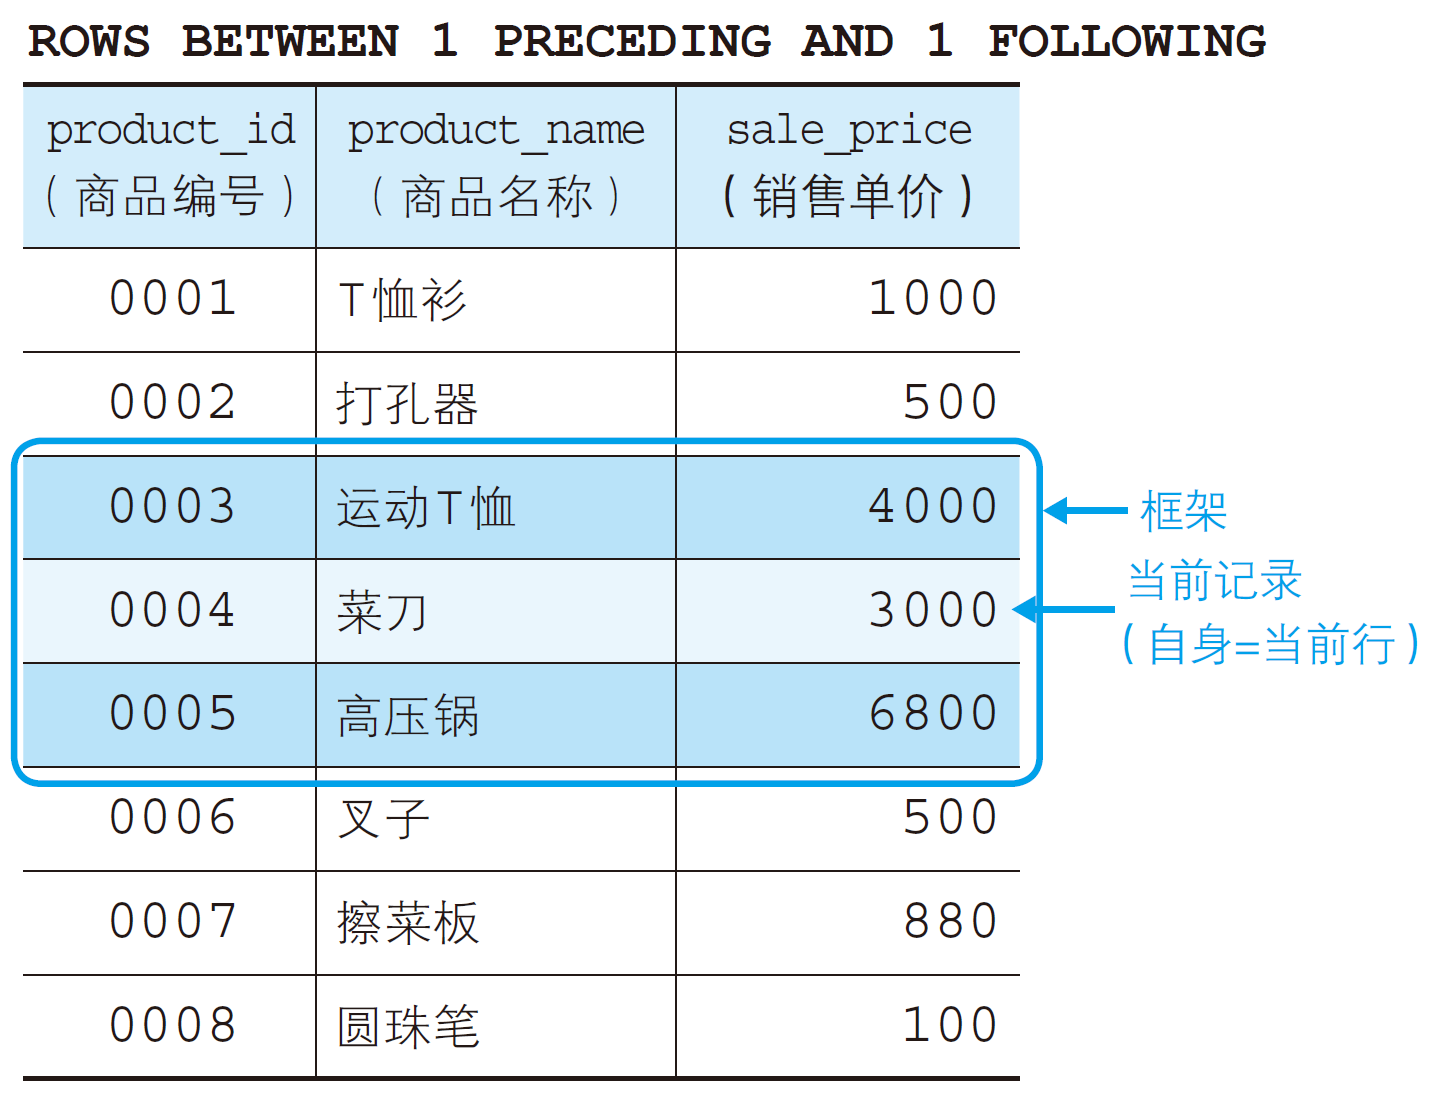 ROWS BETWEEN 1 PRECEDING AND 1 FOLLOWING
product_id product_name sale_price
(商品编号) (商品名称) (销售单价)
0001 T恤衫 1000
0002 打孔器 500
0003 运动T恤 4000
框架
当前记录
0004 菜刀 3000
(自身=当前行)
0005 高压锅 6800
0006 叉子 500
0007 擦菜板 880
0008 圆珠笔 100